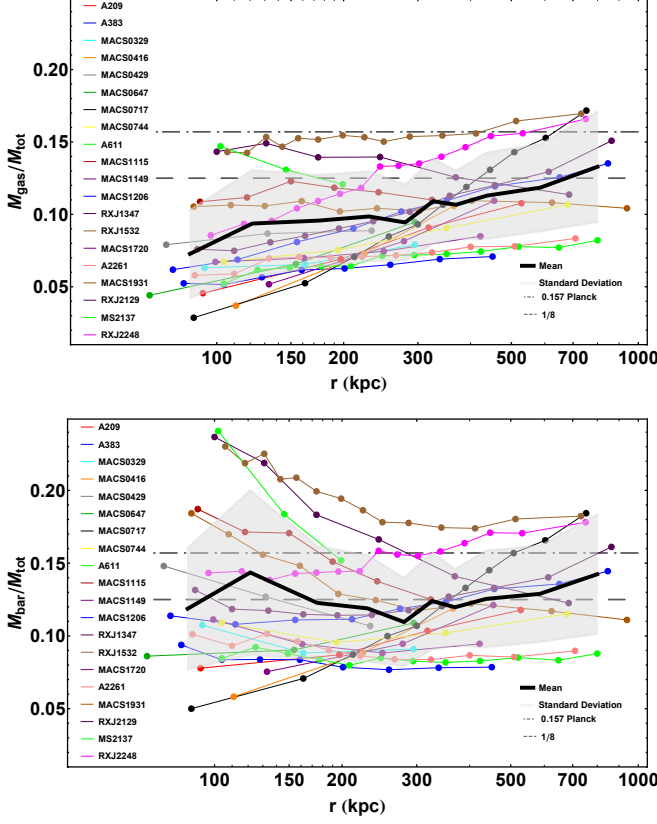 A209
A383
MACS0329
MACS0416
MACS0429
MACS0647
MACS0717
MACS0744
A611
MACS1115
MACS1149
MACS1206
RXJ1347
RXJ1532
MACS1720
A2261
MACS1931
RXJ2129
MS2137
RXJ2248
Mean
Standard Deviation
0.157 Planck
1/8
0.20
0.15
0.10
0.05
M_gas/M_tot
100 150 200 300 500 700 1000
r (kpc)
A209
A383
MACS0329
MACS0416
MACS0429
MACS0647
MACS0717
MACS0744
A611
MACS1115
MACS1149
MACS1206
RXJ1347
RXJ1532
MACS1720
A2261
MACS1931
RXJ2129
MS2137
RXJ2248
Mean
Standard Deviation
0.157 Planck
1/8
0.20
0.15
0.10
0.05
M_bar/M_tot
100 150 200 300 500 700 1000
r (kpc)